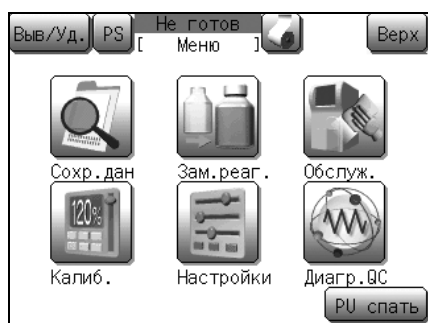 Не готов
Выв/Уд. PS [ Меню ] Верх
Сохр.дан Зам.реаг. Обслуж.
120%
Калиб. Настройки Диагр.QC
PU спать